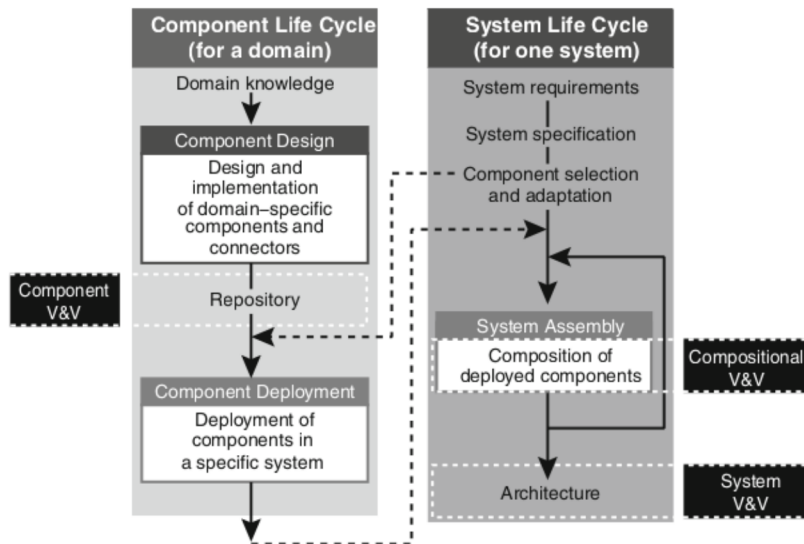 Component Life Cycle
(for a domain)
Domain knowledge
Component Design
Design and
implementation
of domain–specific
components and
connectors
Component
V&V
Repository
Component Deployment
Deployment of
components in
a specific system
System Life Cycle
(for one system)
System requirements
System specification
Component selection
and adaptation
System Assembly
Composition of
deployed components
Compositional
V&V
Architecture
System
V&V